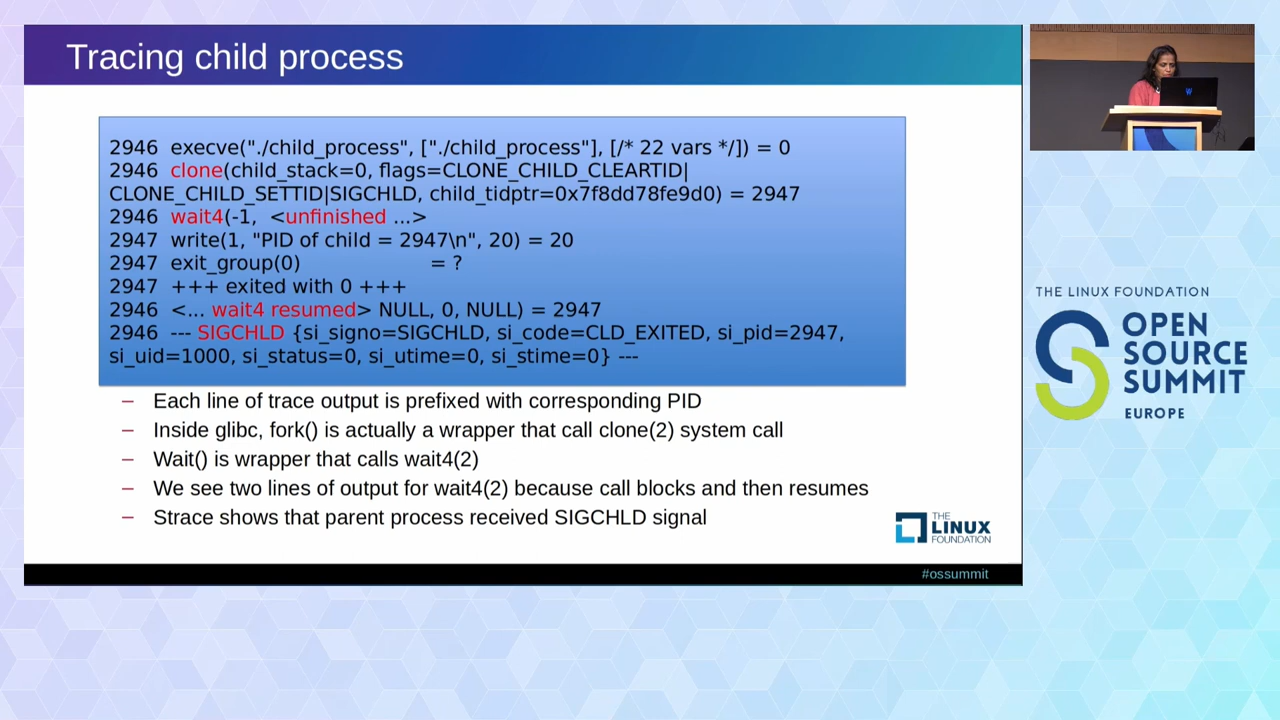 Tracing child process
2946 execve("./child_process", ["./child_process"], [/* 22 vars */]) = 0
2946 clone(child_stack=0, flags=CLONE_CHILD_CLEARTID|
CLONE_CHILD_SETTID|SIGCHLD, child_tidptr=0x7f8dd78fe9d0) = 2947
2946 wait4(-1, <unfinished ...>
2947 write(1, "PID of child = 2947\n", 20) = 20
2947 exit_group(0) = ?
2947 +++ exited with 0 +++
2946 <... wait4 resumed> NULL, 0, NULL) = 2947
2946 --- SIGCHLD {si_signo=SIGCHLD, si_code=CLD_EXITED, si_pid=2947,
si_uid=1000, si_status=0, si_utime=0, si_stime=0} ---
– Each line of trace output is prefixed with corresponding PID
– Inside glibc, fork() is actually a wrapper that call clone(2) system call
– Wait() is wrapper that calls wait4(2)
– We see two lines of output for wait4(2) because call blocks and then resumes
– Strace shows that parent process received SIGCHLD signal
THE
LINUX
FOUNDATION
#ossummit
THE LINUX FOUNDATION
OPEN
SOURCE
SUMMIT
EUROPE